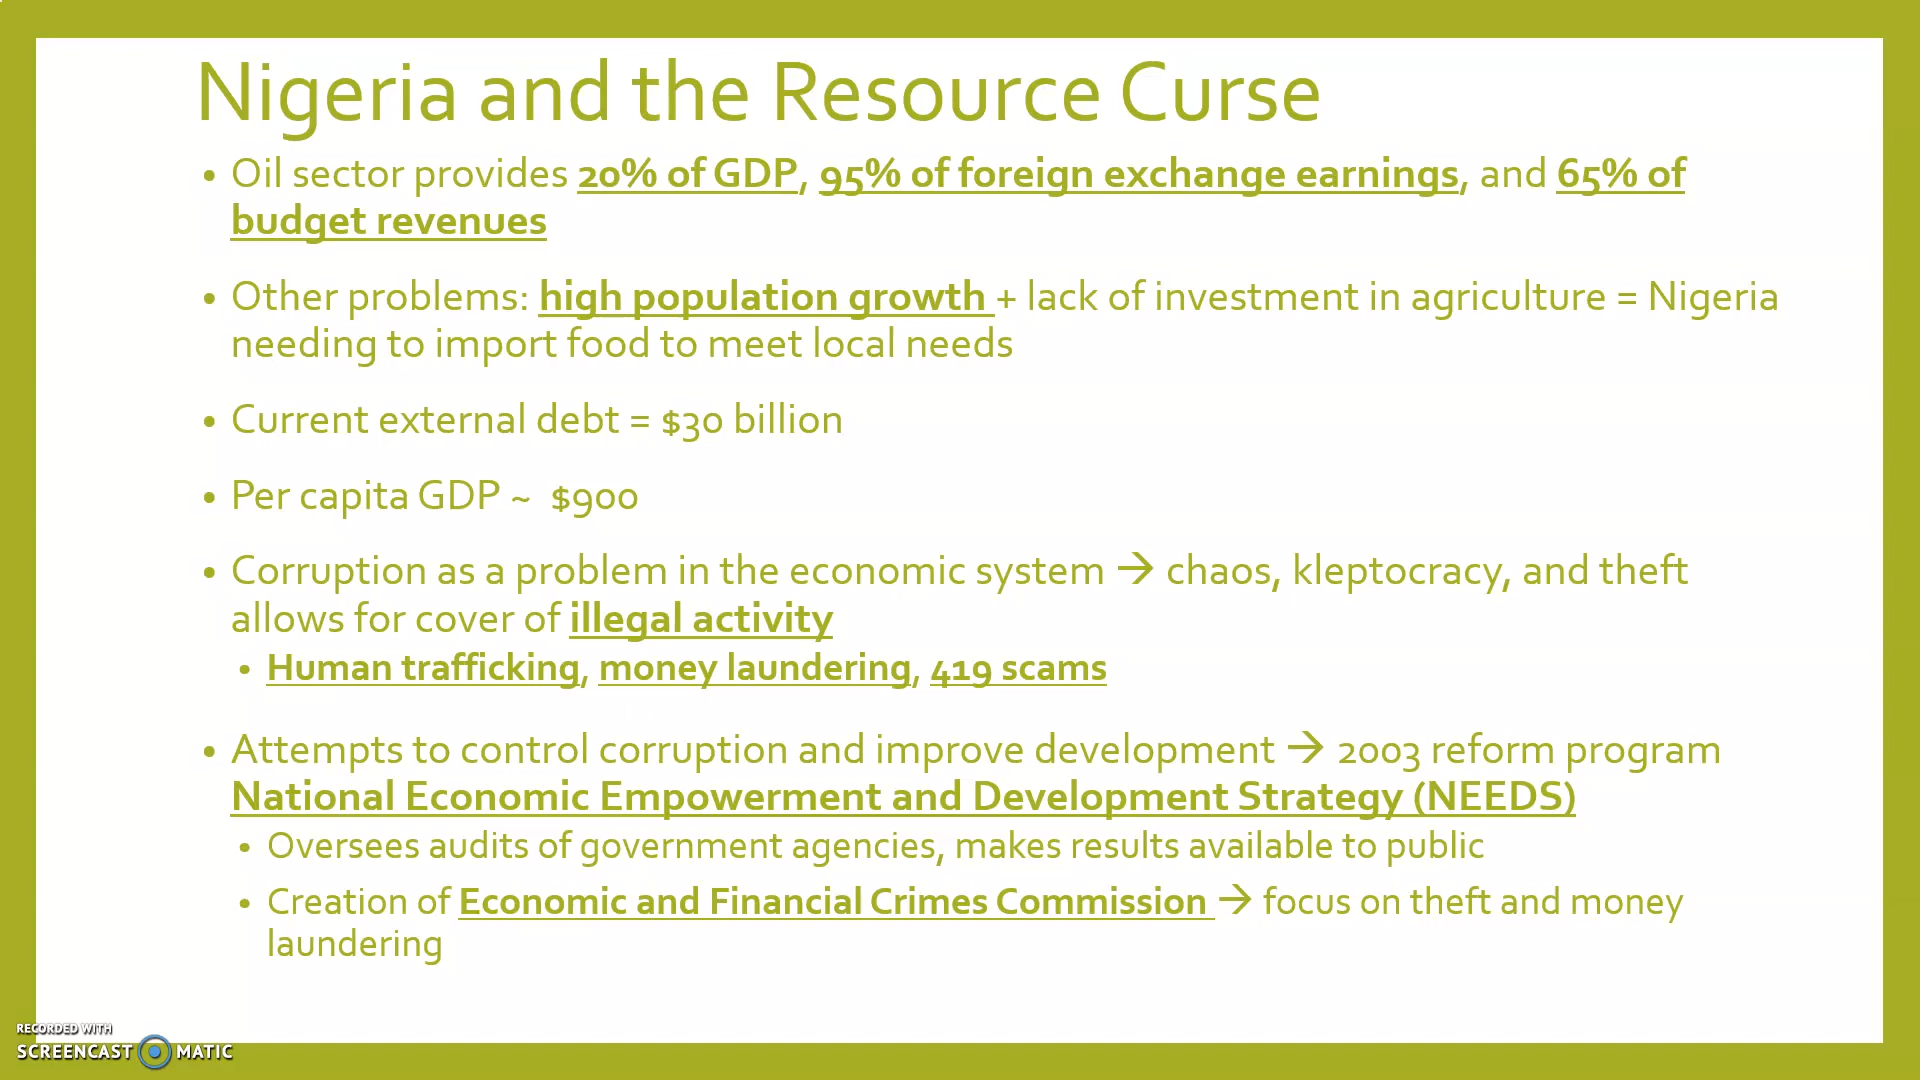 Nigeria and the Resource Curse
• Oil sector provides 20% of GDP, 95% of foreign exchange earnings, and 65% of
budget revenues
• Other problems: high population growth + lack of investment in agriculture = Nigeria
needing to import food to meet local needs
• Current external debt = $30 billion
• Per capita GDP ~ $900
• Corruption as a problem in the economic system → chaos, kleptocracy, and theft
allows for cover of illegal activity
• Human trafficking, money laundering, 419 scams
• Attempts to control corruption and improve development → 2003 reform program
National Economic Empowerment and Development Strategy (NEEDS)
• Oversees audits of government agencies, makes results available to public
• Creation of Economic and Financial Crimes Commission → focus on theft and money
laundering
RECORDED WITH
SCREENCAST MATIC